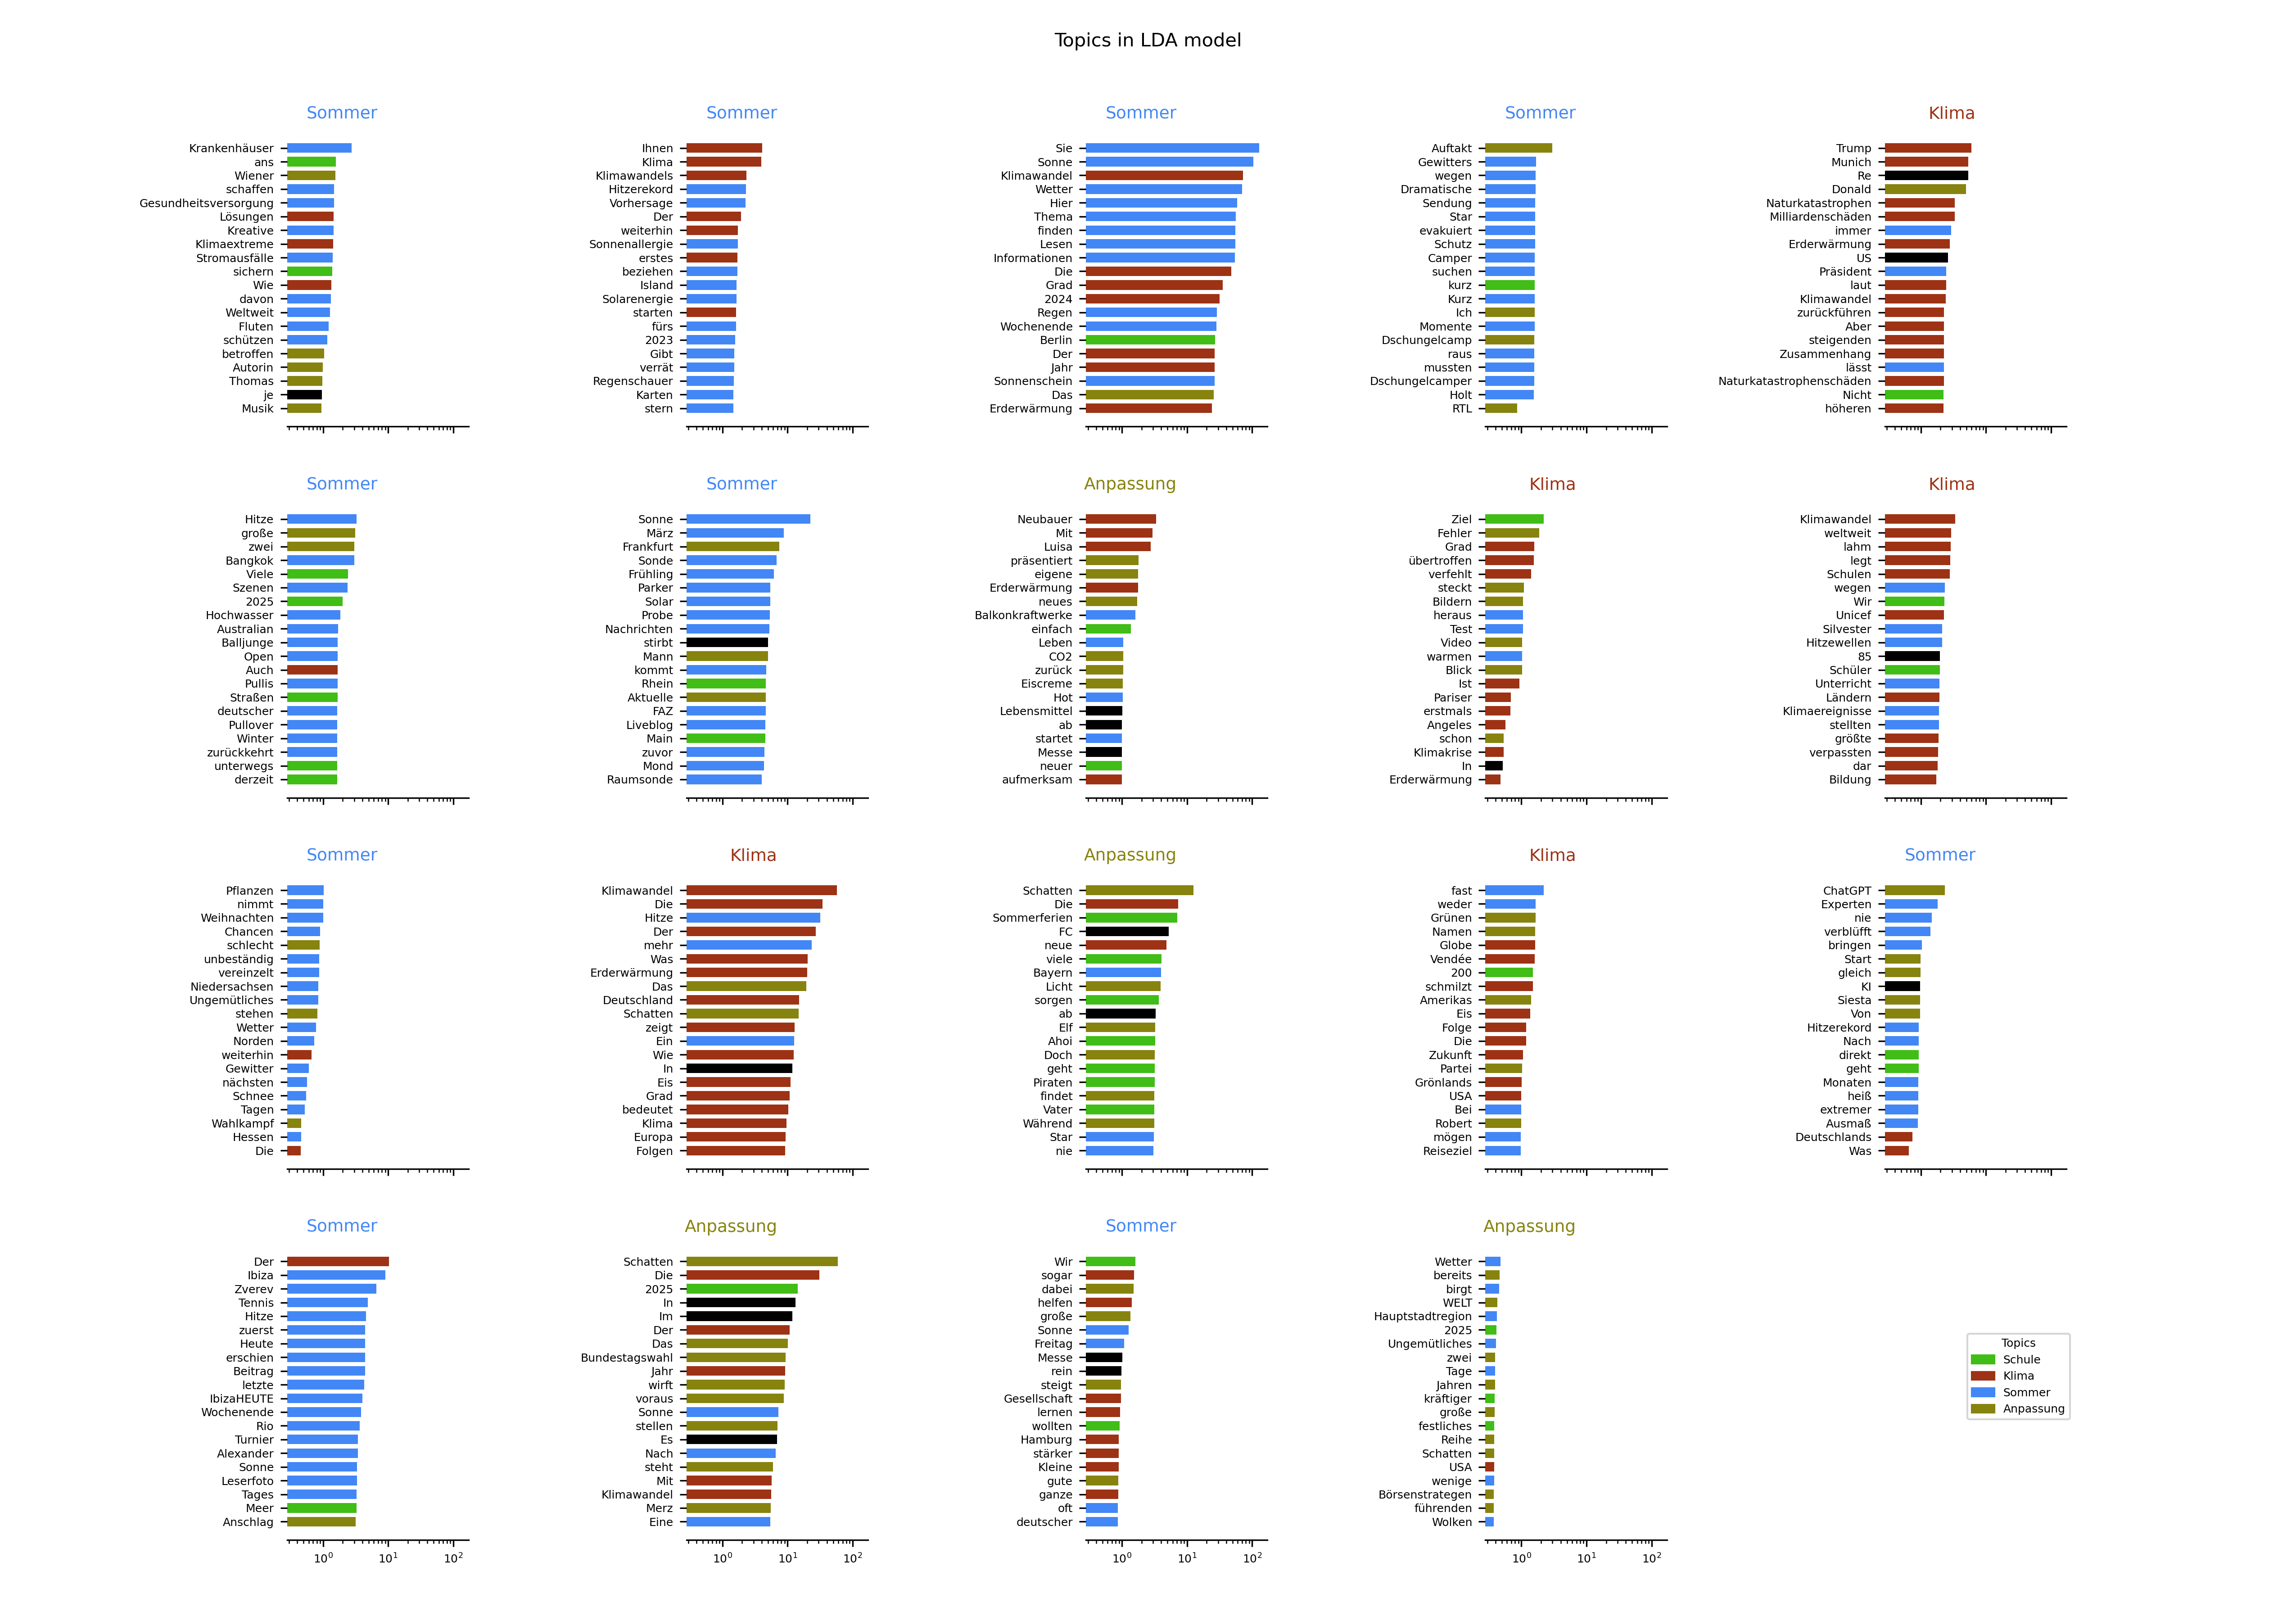 Topics in LDA model
Sommer
Krankenhäuser
ans
Wiener
schaffen
Gesundheitsversorgung
Lösungen
Kreative
Klimaextreme
Stromausfälle
sichern
Wie
davon
Weltweit
Fluten
schützen
betroffen
Autorin
Thomas
je
Musik
Sommer
Ihnen
Klima
Klimawandels
Hitzerekord
Vorhersage
Der
weiterhin
Sonnenallergie
erstes
beziehen
Island
Solarenergie
starten
fürs
2023
Gibt
verrät
Regenschauer
Karten
stern
Sommer
Sie
Sonne
Klimawandel
Wetter
Hier
Thema
finden
Lesen
Informationen
Die
Grad
2024
Regen
Wochenende
Berlin
Der
Jahr
Sonnenschein
Das
Erderwärmung
Sommer
Auftakt
Gewitters
wegen
Dramatische
Sendung
Star
evakuiert
Schutz
Camper
suchen
kurz
Kurz
Ich
Momente
Dschungelcamp
raus
mussten
Dschungelcamper
Holt
RTL
Klima
Trump
Munich
Re
Donald
Naturkatastrophen
Milliardenschäden
immer
Erderwärmung
US
Präsident
laut
Klimawandel
zurückführen
Aber
steigenden
Zusammenhang
lässt
Naturkatastrophenschäden
Nicht
höheren
Sommer
Hitze
große
zwei
Bangkok
Viele
Szenen
2025
Hochwasser
Australian
Balljunge
Open
Auch
Pullis
Straßen
deutscher
Pullover
Winter
zurückkehrt
unterwegs
derzeit
Sommer
Sonne
März
Frankfurt
Sonde
Frühling
Parker
Solar
Probe
Nachrichten
stirbt
Mann
kommt
Rhein
Aktuelle
FAZ
Liveblog
Main
zuvor
Mond
Raumsonde
Anpassung
Neubauer
Mit
Luisa
präsentiert
eigene
Erderwärmung
neues
Balkonkraftwerke
einfach
Leben
CO2
zurück
Eiscreme
Hot
Lebensmittel
ab
startet
Messe
neuer
aufmerksam
Klima
Ziel
Fehler
Grad
übertroffen
verfehlt
steckt
Bildern
heraus
Test
Video
warmen
Blick
Ist
Pariser
erstmals
Angeles
schon
Klimakrise
In
Erderwärmung
Klima
Klimawandel
weltweit
lahm
legt
Schulen
wegen
Wir
Unicef
Silvester
Hitzewellen
85
Schüler
Unterricht
Ländern
Klimaereignisse
stellten
größte
verpassten
dar
Bildung
Sommer
Pflanzen
nimmt
Weihnachten
Chancen
schlecht
unbeständig
vereinzelt
Niedersachsen
Ungemütliches
stehen
Wetter
Norden
weiterhin
Gewitter
nächsten
Schnee
Tagen
Wahlkampf
Hessen
Die
Klima
Klimawandel
Die
Hitze
Der
mehr
Was
Erderwärmung
Das
Deutschland
Schatten
zeigt
Ein
Wie
In
Eis
Grad
bedeutet
Klima
Europa
Folgen
Anpassung
Schatten
Die
Sommerferien
FC
neue
viele
Bayern
Licht
sorgen
ab
Elf
Ahoi
Doch
geht
Piraten
findet
Vater
Während
Star
nie
Klima
fast
weder
Grünen
Namen
Globe
Vendée
200
schmilzt
Amerikas
Eis
Folge
Die
Zukunft
Partei
Grönlands
USA
Bei
Robert
mögen
Reiseziel
Sommer
ChatGPT
Experten
nie
verblüfft
bringen
Start
gleich
KI
Siesta
Von
Hitzerekord
Nach
direkt
geht
Monaten
heiß
extremer
Ausmaß
Deutschlands
Was
Sommer
Der
Ibiza
Zverev
Tennis
Hitze
zuerst
Heute
erschien
Beitrag
letzte
IbizaHEUTE
Wochenende
Rio
Turnier
Alexander
Sonne
Leserfoto
Tages
Meer
Anschlag
10⁰ 10¹ 10²
Anpassung
Schatten
Die
2025
In
Im
Der
Das
Bundestagswahl
Jahr
wirft
voraus
Sonne
stellen
Es
Nach
steht
Mit
Klimawandel
Merz
Eine
10⁰ 10¹ 10²
Sommer
Wir
sogar
dabei
helfen
große
Sonne
Freitag
Messe
rein
steigt
Gesellschaft
lernen
wollten
Hamburg
stärker
Kleine
gute
ganze
oft
deutscher
10⁰ 10¹ 10²
Anpassung
Wetter
bereits
birgt
WELT
Hauptstadtregion
2025
Ungemütliches
zwei
Tage
Jahren
kräftiger
große
festliches
Reihe
Schatten
USA
wenige
Börsenstrategen
führenden
Wolken
10⁰ 10¹ 10²
Topics
Schule
Klima
Sommer
Anpassung